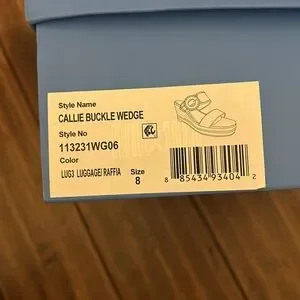 Style Name
CALLIE BUCKLE WEDGE
Style No
113231WG06
Color
LUG3 LUGGAGE/ RAFFIA
Size
8
8 85434 93404 2